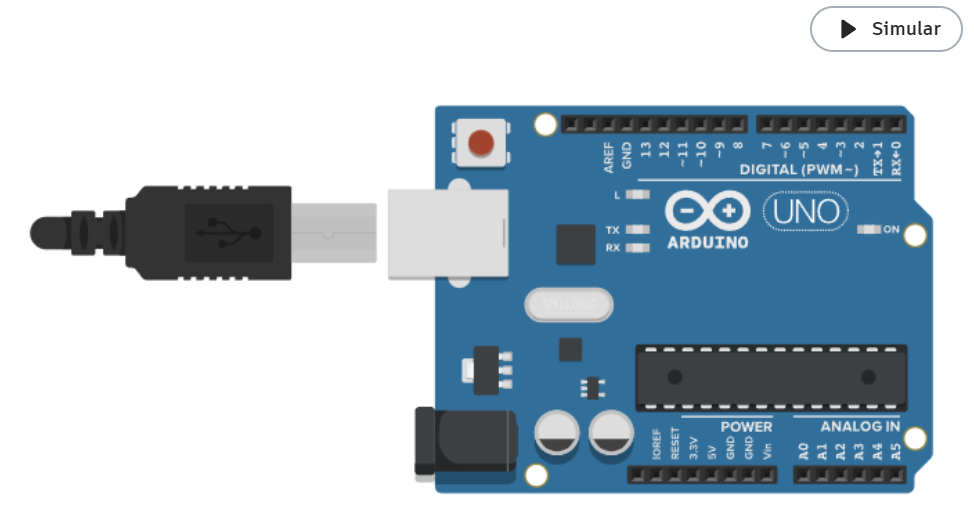 Simular
AREF
GND
13
12
~11
~10
~9
8
7
~6
~5
4
~3
2
TX→1
RX←0
DIGITAL (PWM~)
L
TX
RX
ARDUINO
UNO
ON
POWER
ANALOG IN
IOREF
RESET
3.3V
5V
GND
GND
Vin
A0
A1
A2
A3
A4
A5